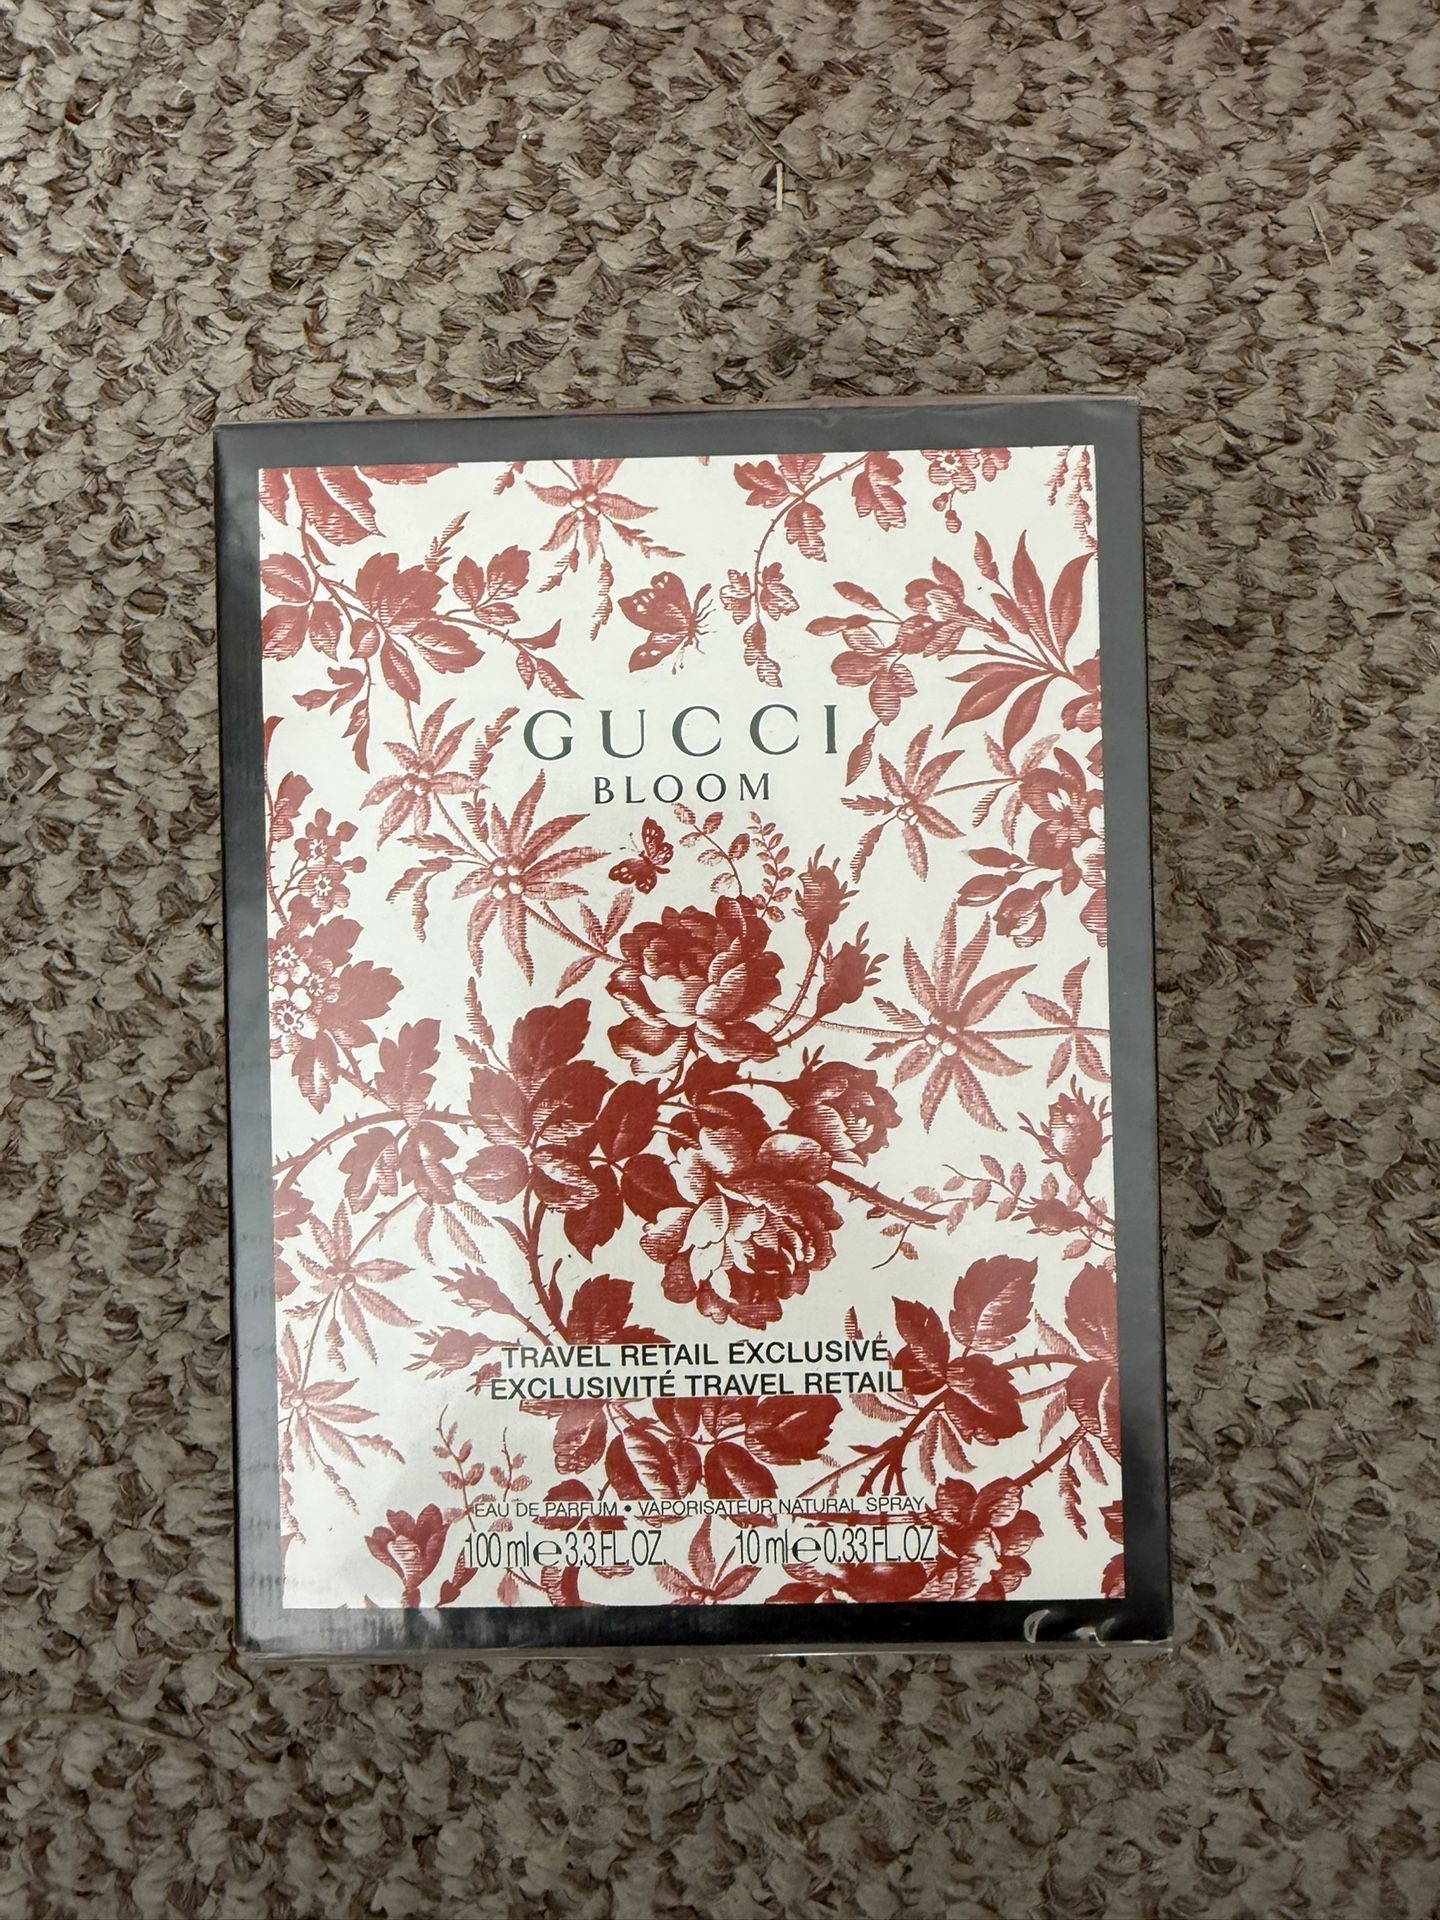 GUCCI
BLOOM
TRAVEL RETAIL EXCLUSIVE
EXCLUSIVITÉ TRAVEL RETAIL
EAU DE PARFUM • VAPORISATEUR NATURAL SPRAY
100 ml e 3.3 FL.OZ. 10 ml e 0.33 FL.OZ.